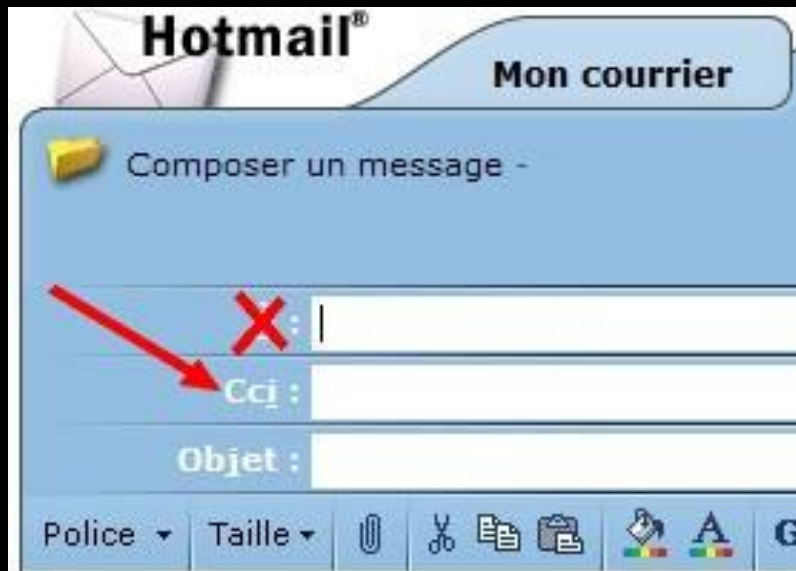 Hotmail®
Mon courrier
Composer un message -
:
Cci :
Objet :
Police
Taille
A
G